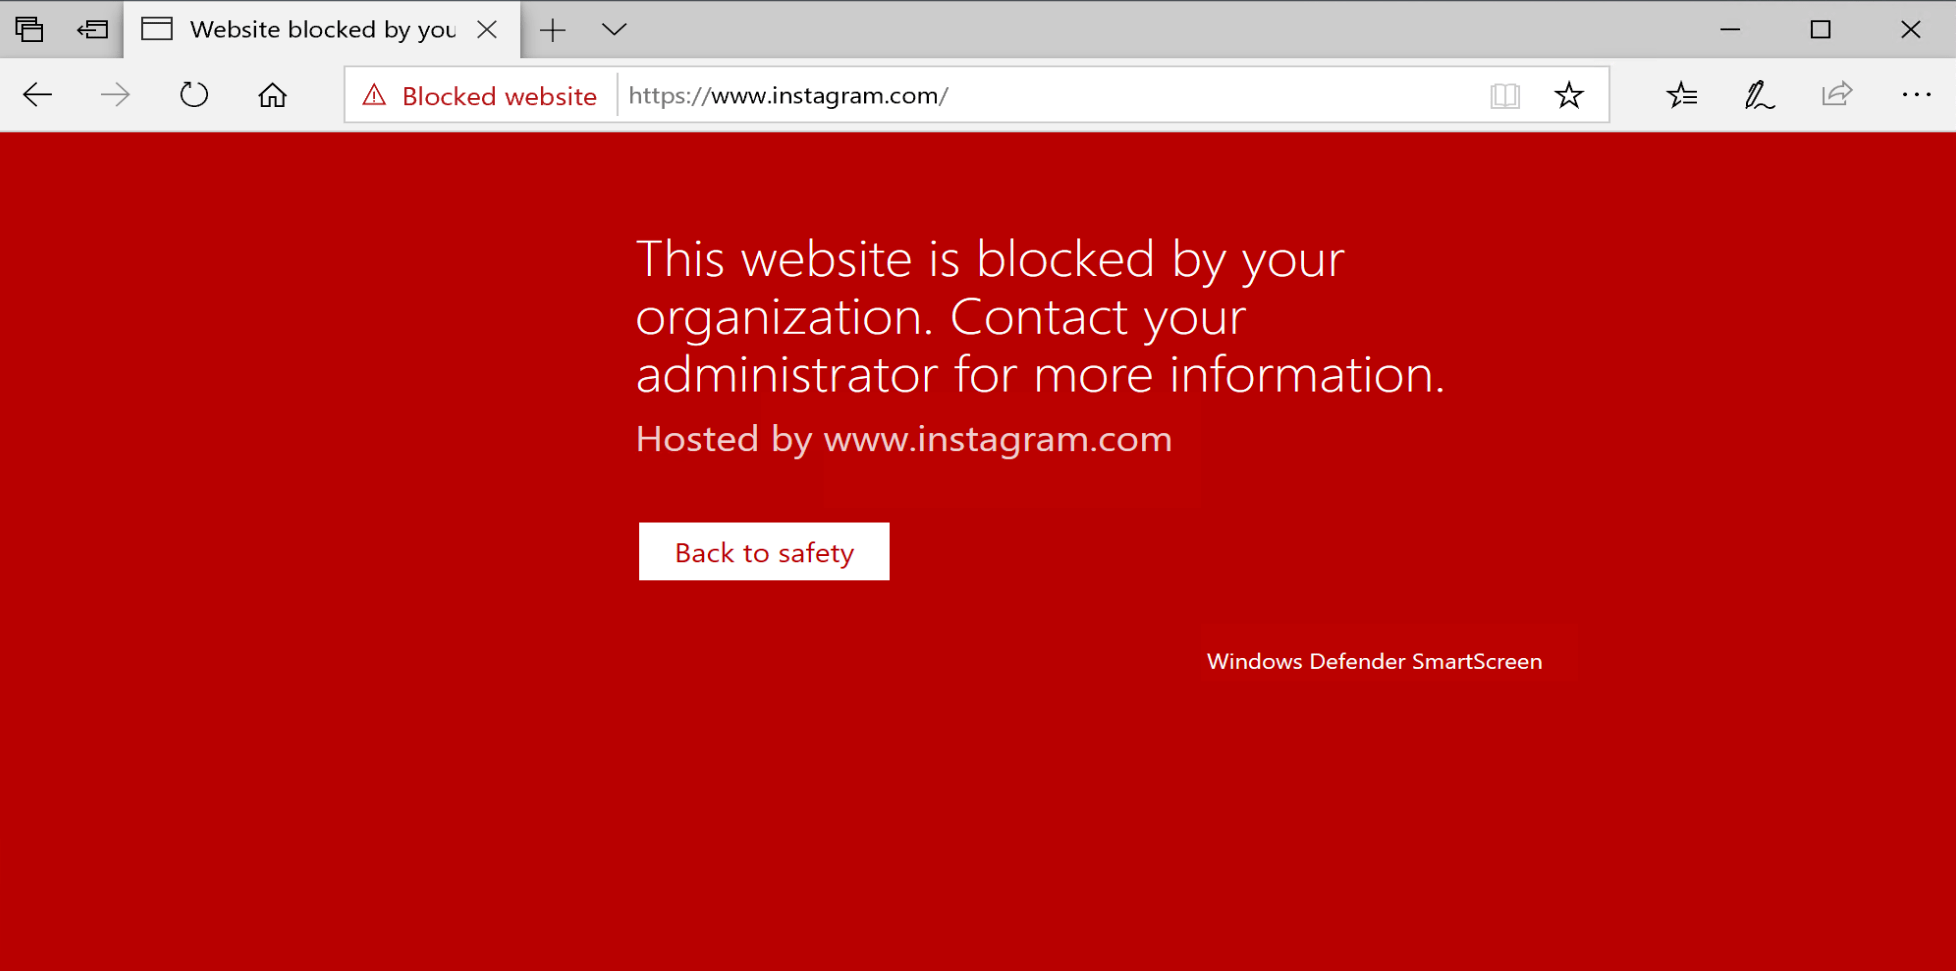 Website blocked by you
Blocked website
https://www.instagram.com/
This website is blocked by your
organization. Contact your
administrator for more information.
Hosted by www.instagram.com
Back to safety
Windows Defender SmartScreen